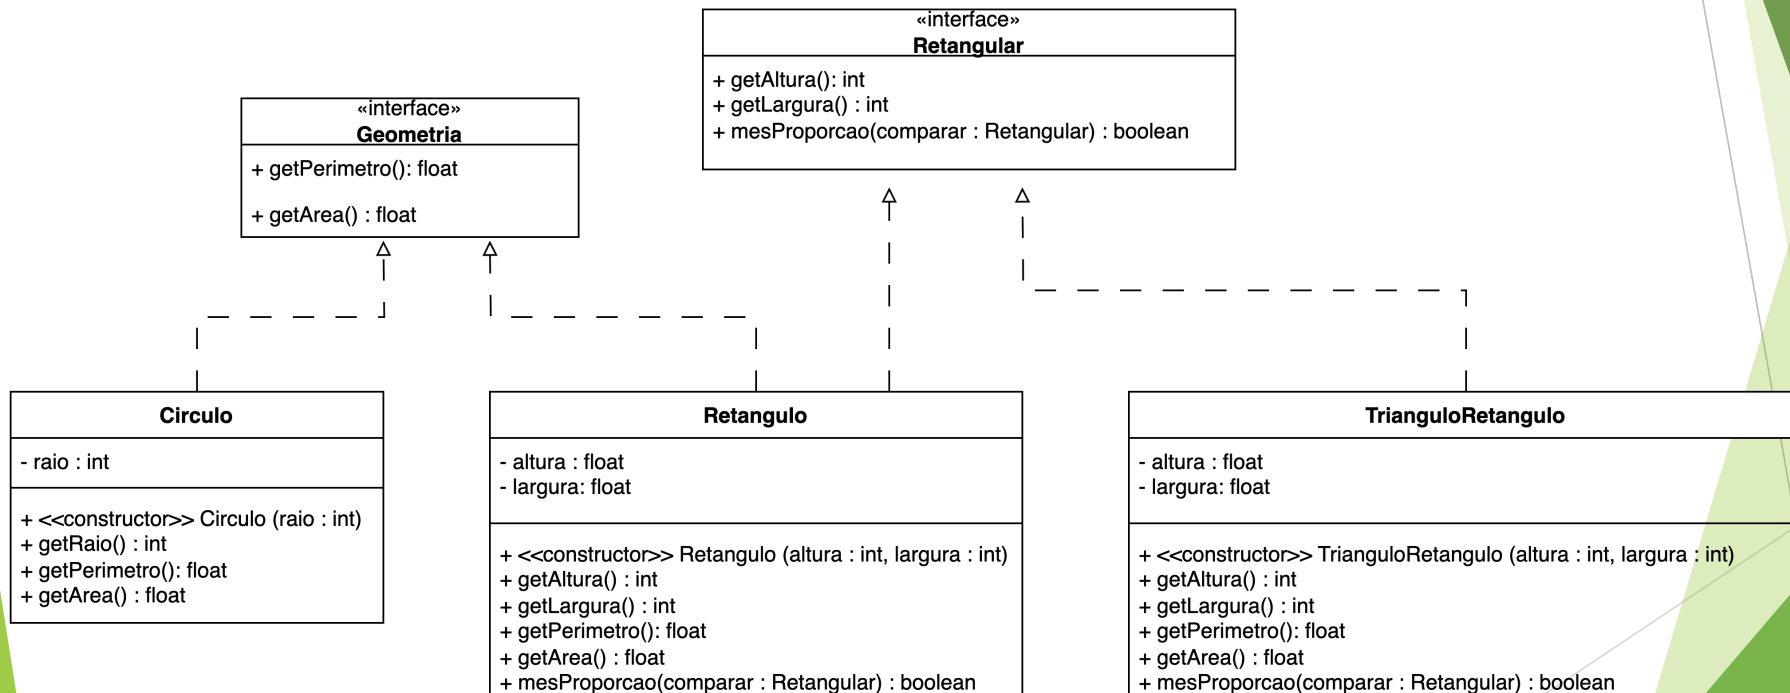 «interface»
Retangular
+ getAltura(): int
+ getLargura() : int
+ mesProporcao(comparar : Retangular) : boolean
«interface»
Geometria
+ getPerimetro(): float
+ getArea() : float
Circulo
- raio : int
+ <<constructor>> Circulo (raio : int)
+ getRaio() : int
+ getPerimetro(): float
+ getArea() : float
Retangulo
- altura : float
- largura: float
+ <<constructor>> Retangulo (altura : int, largura : int)
+ getAltura() : int
+ getLargura() : int
+ getPerimetro(): float
+ getArea() : float
+ mesProporcao(comparar : Retangular) : boolean
TrianguloRetangulo
- altura : float
- largura: float
+ <<constructor>> TrianguloRetangulo (altura : int, largura : int)
+ getAltura() : int
+ getLargura() : int
+ getPerimetro(): float
+ getArea() : float
+ mesProporcao(comparar : Retangular) : boolean